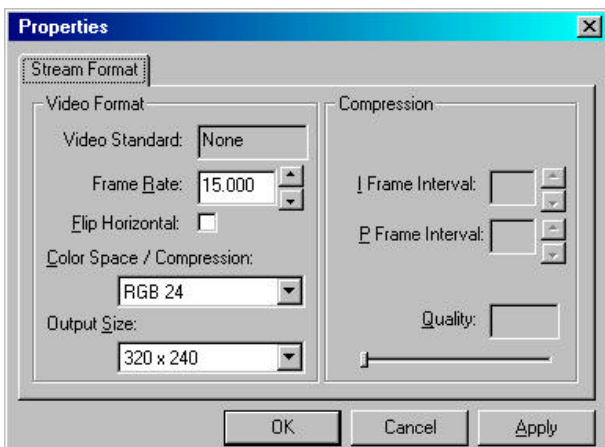 Properties
Stream Format
Video Format
Video Standard: None
Frame Rate: 15.000
Flip Horizontal:
Color Space / Compression:
RGB 24
Output Size:
320 x 240
Compression
I Frame Interval:
P Frame Interval:
Quality:
OK Cancel Apply